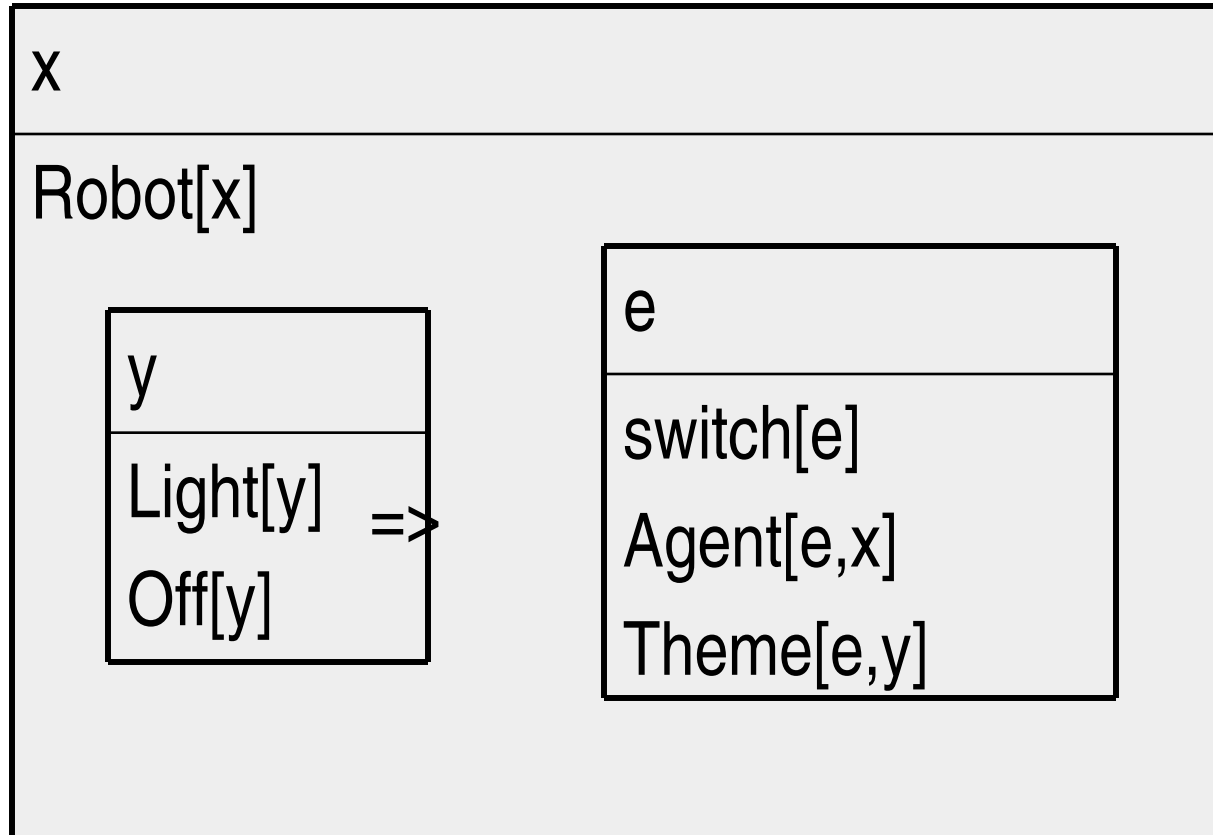 x
Robot[x]
y
Light[y]
Off[y]
=>
e
switch[e]
Agent[e,x]
Theme[e,y]